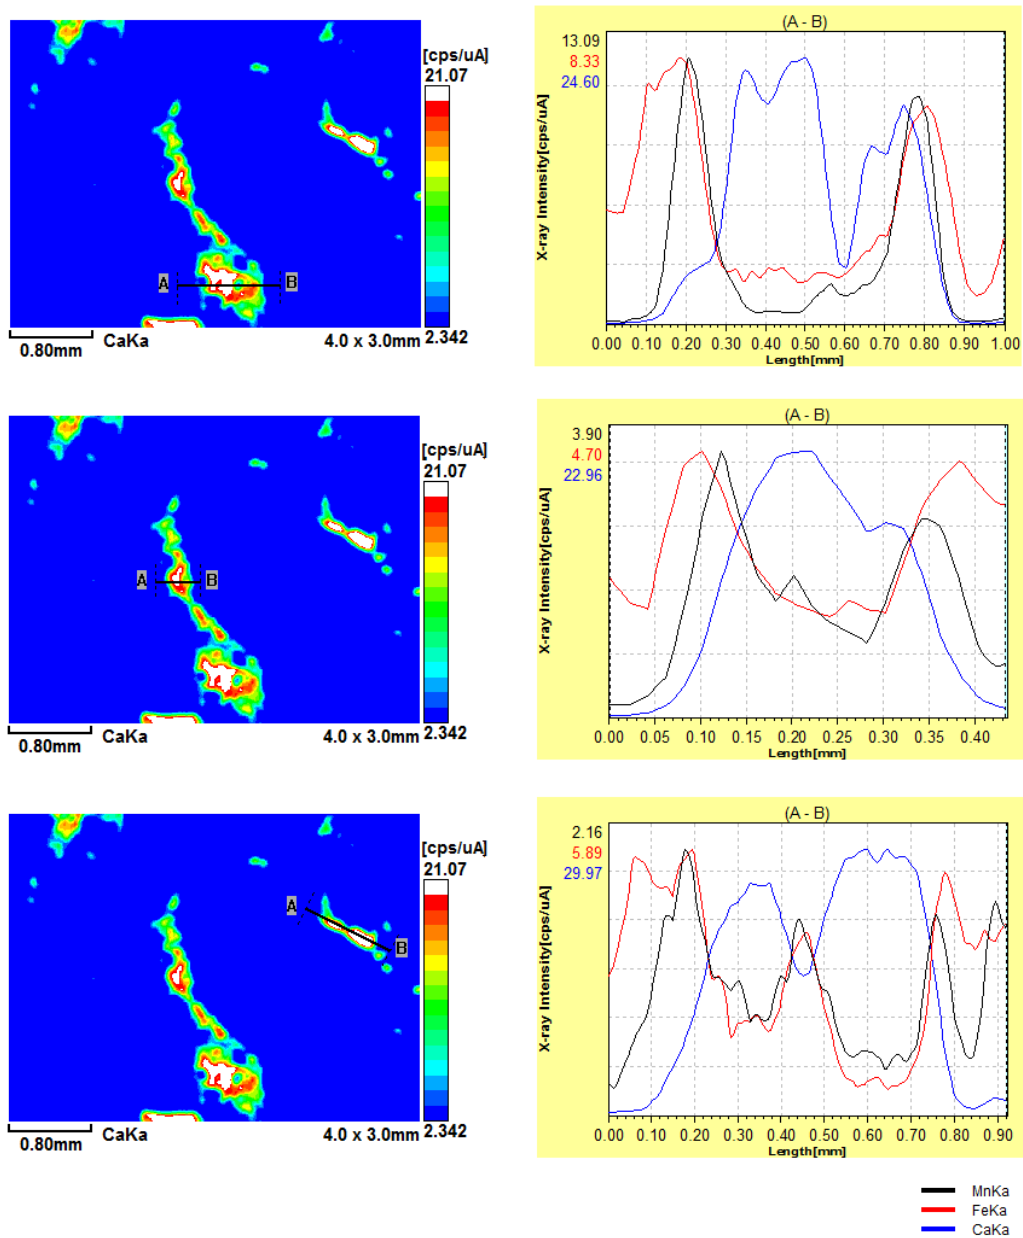 [cps/uA]
21.07
A
B
0.80mm
CaKa
4.0 x 3.0mm
2.342
(A - B)
13.09
8.33
24.60
X-ray Intensity[cps/uA]
0.00 0.10 0.20 0.30 0.40 0.50 0.60 0.70 0.80 0.90 1.00
Length[mm]
[cps/uA]
21.07
A
B
0.80mm
CaKa
4.0 x 3.0mm
2.342
(A - B)
3.90
4.70
22.96
X-ray Intensity[cps/uA]
0.00 0.05 0.10 0.15 0.20 0.25 0.30 0.35 0.40
Length[mm]
[cps/uA]
21.07
A
B
0.80mm
CaKa
4.0 x 3.0mm
2.342
(A - B)
2.16
5.89
29.97
X-ray Intensity[cps/uA]
0.00 0.10 0.20 0.30 0.40 0.50 0.60 0.70 0.80 0.90
Length[mm]
MnKa
FeKa
CaKa